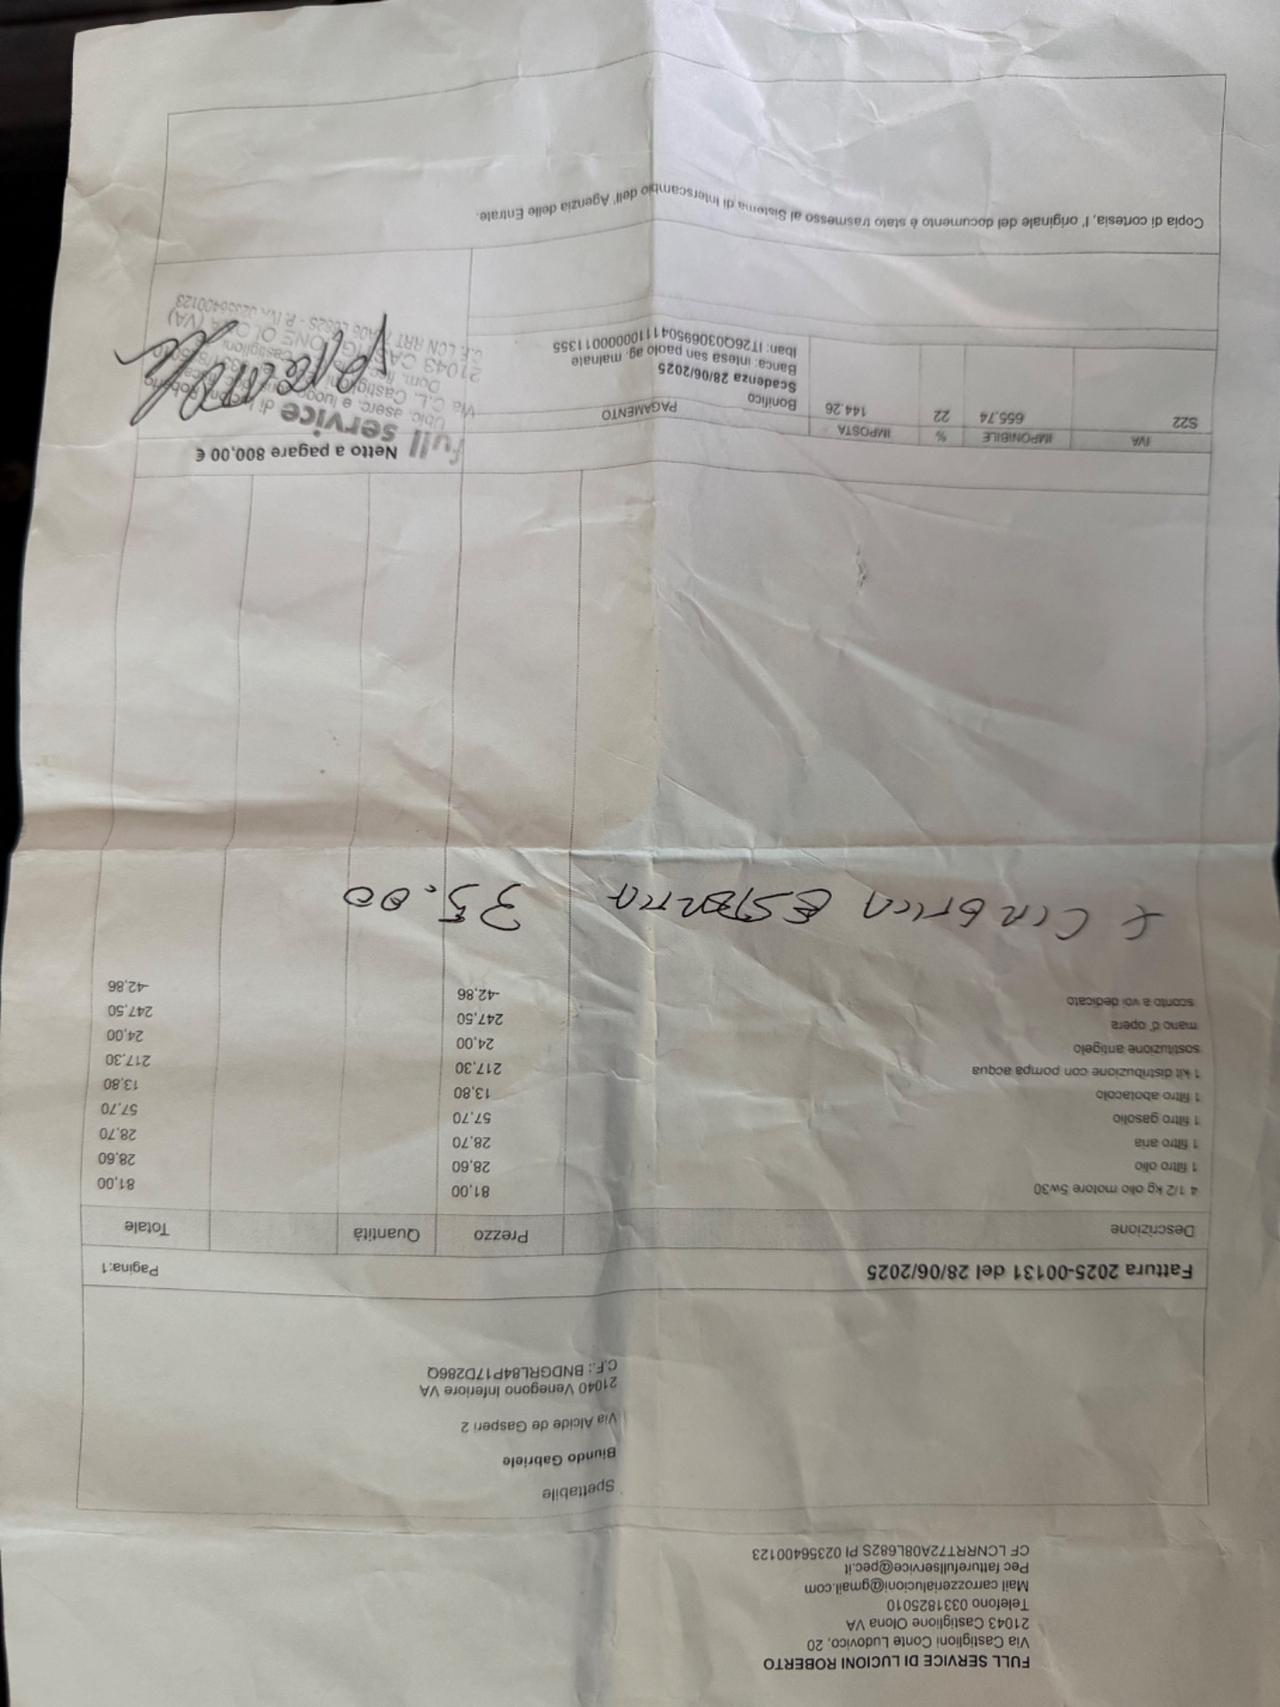 FULL SERVICE DI LUCIONI ROBERTO
Via Castiglioni Conte Ludovico, 20
21043 Castiglione Olona VA
Telefono 0331825010
Mail carrozzerialucioni@gmail.com
Pec fatturefullservice@pec.it
CF LCNRRT72A08L682S PI 02356400123
Spettabile
Biundo Gabriele
Via Alcide de Gasperi 2
21040 Venegono Inferiore VA
C.F.: BNDGRL84P17D286Q
Fattura 2025-00131 del 28/06/2025 Pagina:1
Descrizione Prezzo Quantità Totale
4 1/2 kg olio motore 5w30 81,00 81,00
1 filtro olio 28,60 28,60
1 filtro aria 28,70 28,70
1 filtro gasolio 57,70 57,70
1 filtro abotacolo 13,80 13,80
1 kit distribuzione con pompa acqua 217,30 217,30
sostituzione antigelo 24,00 24,00
mano d' opera 247,50 247,50
sconto a voi dedicato -42,86 -42,86
35.00
Netto a pagare 800,00 €
IVA IMPONIBILE % IMPOSTA PAGAMENTO
S22 655,74 22 144,26 Bonifico
Scadenza 28/06/2025
Banca: intesa san paolo ag. malnate
Iban: IT26Q0306950411100000011355
full service di
21043
Copia di cortesia, l' originale del documento è stato trasmesso al Sistema di Interscambio dell' Agenzia delle Entrate.